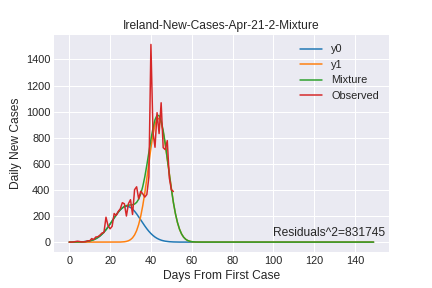 Ireland-New-Cases-Apr-21-2-Mixture
y0
y1
Mixture
Observed
Daily New Cases
1400
1200
1000
800
600
400
200
0
Residuals^2=831745
0 20 40 60 80 100 120 140
Days From First Case